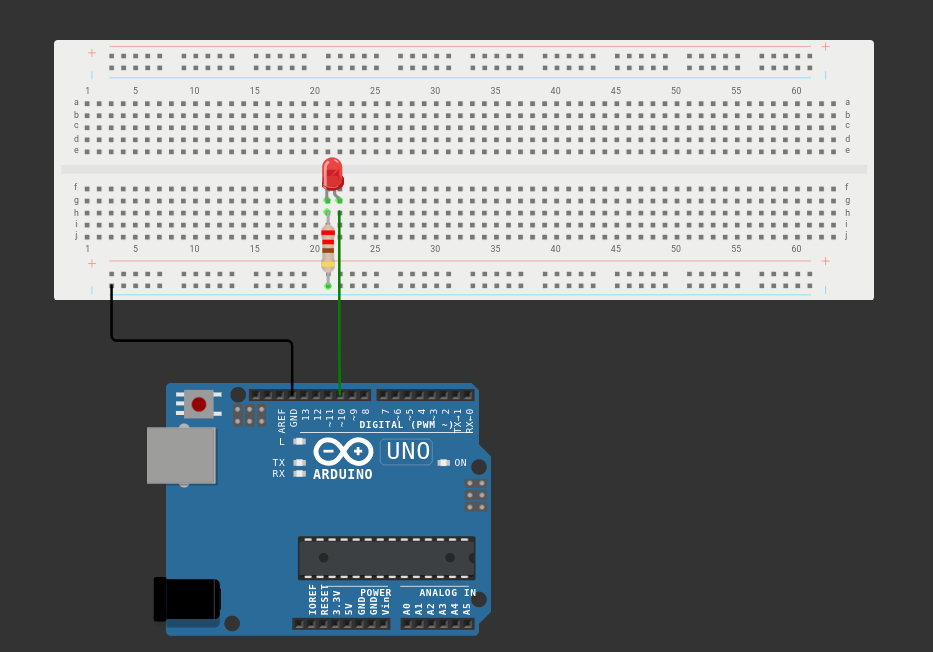 + +
| |
1 5 10 15 20 25 30 35 40 45 50 55 60
a a
b b
c c
d d
e e
f f
g g
h h
i i
j j
1 5 10 15 20 25 30 35 40 45 50 55 60
+ +
| |
AREF GND 13 12 ~11 ~10 ~9 8 7 ~6 ~5 4 ~3 2 TX→1 RX←0
DIGITAL (PWM ~)
L
UNO
TX ON
RX ARDUINO
POWER ANALOG IN
IOREF RESET 3.3V 5V GND GND Vin A0 A1 A2 A3 A4 A5